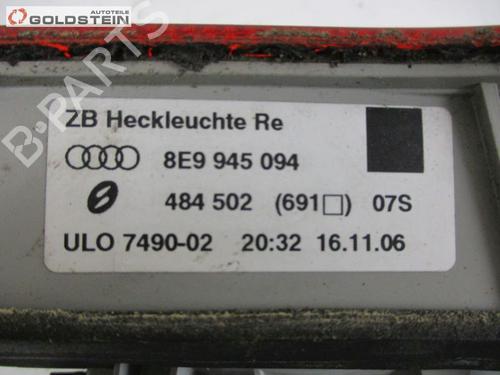 AUTOTEILE
GOLDSTEIN
B-PARTS
ZB Heckleuchte Re
8E9 945 094
484 502 (691□) 07S
ULO 7490-02 20:32 16.11.06